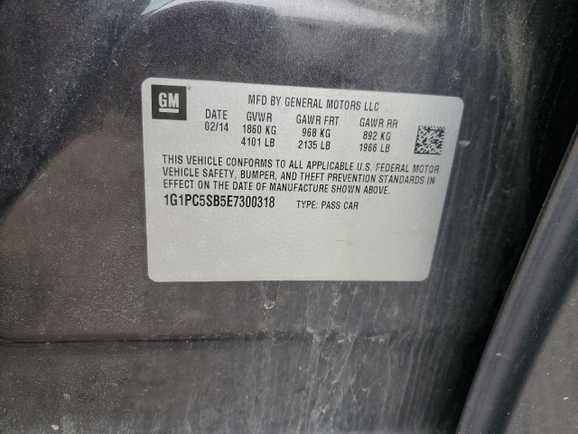 GM
MFD BY GENERAL MOTORS LLC
DATE GVWR GAWR FRT GAWR RR
02/14 1860 KG 968 KG 892 KG
4101 LB 2135 LB 1966 LB
THIS VEHICLE CONFORMS TO ALL APPLICABLE U.S. FEDERAL MOTOR
VEHICLE SAFETY, BUMPER, AND THEFT PREVENTION STANDARDS IN
EFFECT ON THE DATE OF MANUFACTURE SHOWN ABOVE.
1G1PC5SB5E7300318 TYPE: PASS CAR